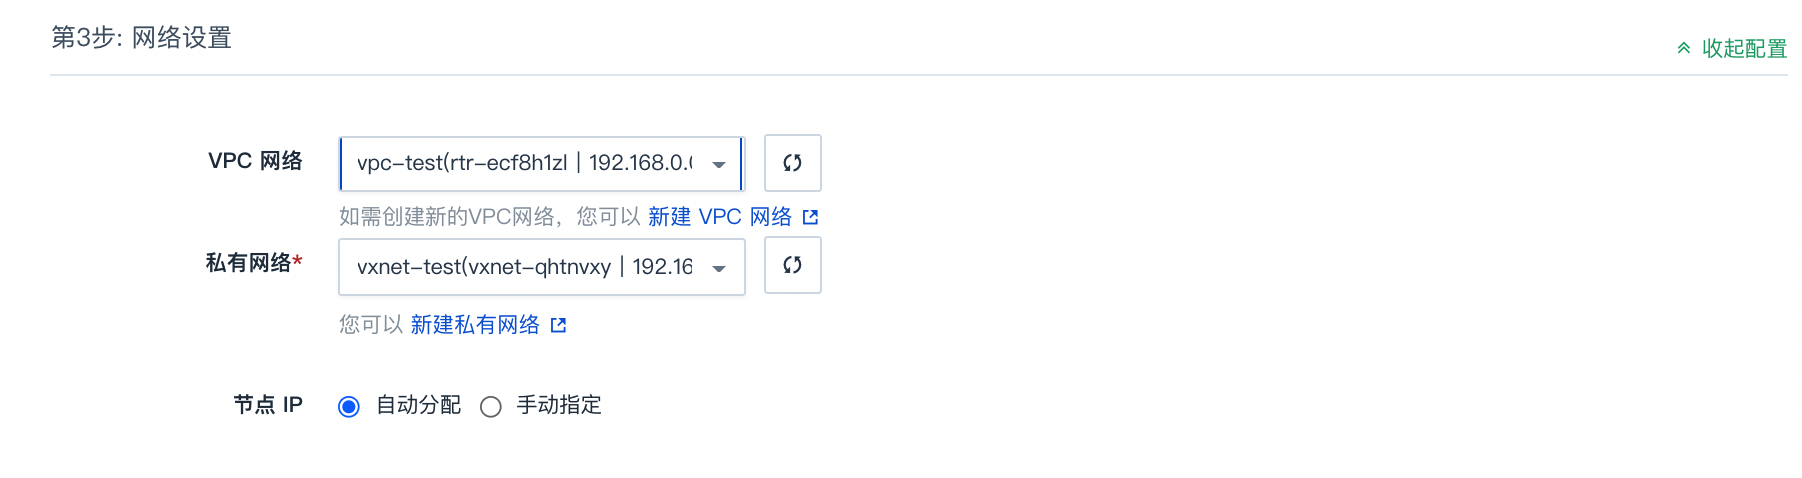 第3步: 网络设置
收起配置
VPC 网络
vpc-test(rtr-ecf8h1zl | 192.168.0.
如需创建新的VPC网络，您可以 新建 VPC 网络
私有网络*
vxnet-test(vxnet-qhtnvxy | 192.16
您可以 新建私有网络
节点 IP
自动分配 手动指定